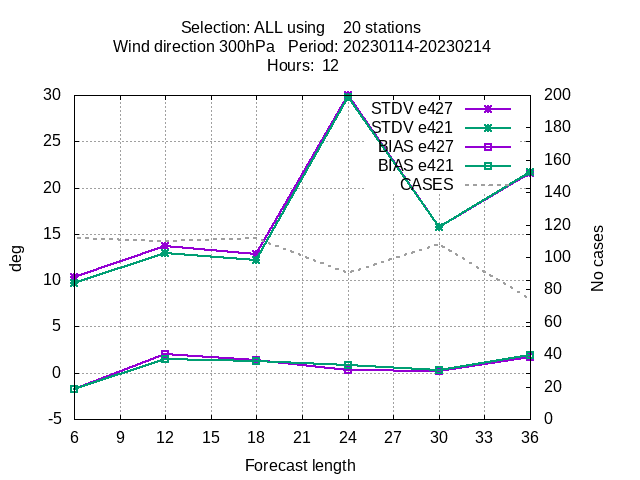 Selection: ALL using    20 stations
Wind direction 300hPa   Period: 20230114-20230214
Hours:  12
30
25
20
15
10
5
0
-5
deg
200
180
160
140
120
100
80
60
40
20
0
No cases
STDV e427
STDV e421
BIAS e427
BIAS e421
CASES
6 9 12 15 18 21 24 27 30 33 36
Forecast length